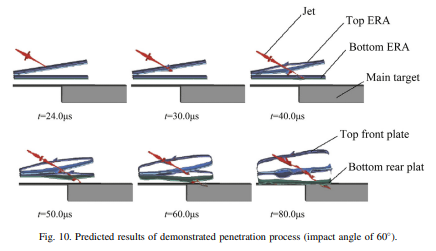 Jet
Top ERA
Bottom ERA
Main target
t=24.0μs
t=30.0μs
t=40.0μs
Top front plate
Bottom rear plat
t=50.0μs
t=60.0μs
t=80.0μs
Fig. 10. Predicted results of demonstrated penetration process (impact angle of 60°).